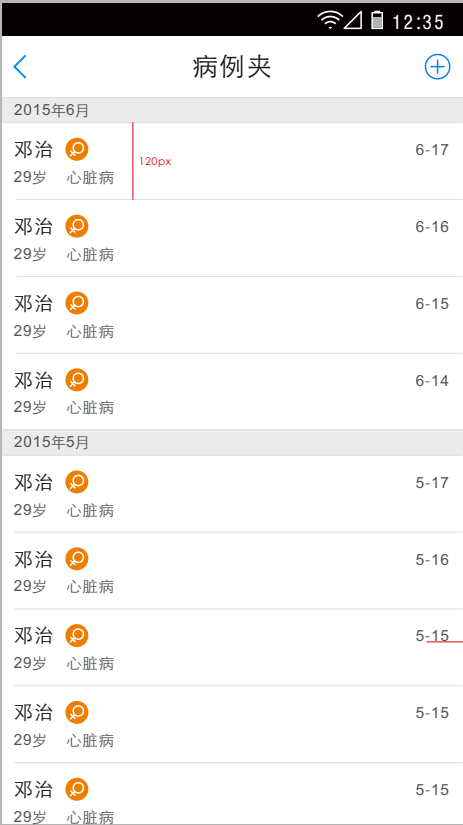 12:35
病例夹
2015年6月
邓治 6-17
120px
29岁 心脏病
邓治 6-16
29岁 心脏病
邓治 6-15
29岁 心脏病
邓治 6-14
29岁 心脏病
2015年5月
邓治 5-17
29岁 心脏病
邓治 5-16
29岁 心脏病
邓治 5-15
29岁 心脏病
邓治 5-15
29岁 心脏病
邓治 5-15
29岁 心脏病